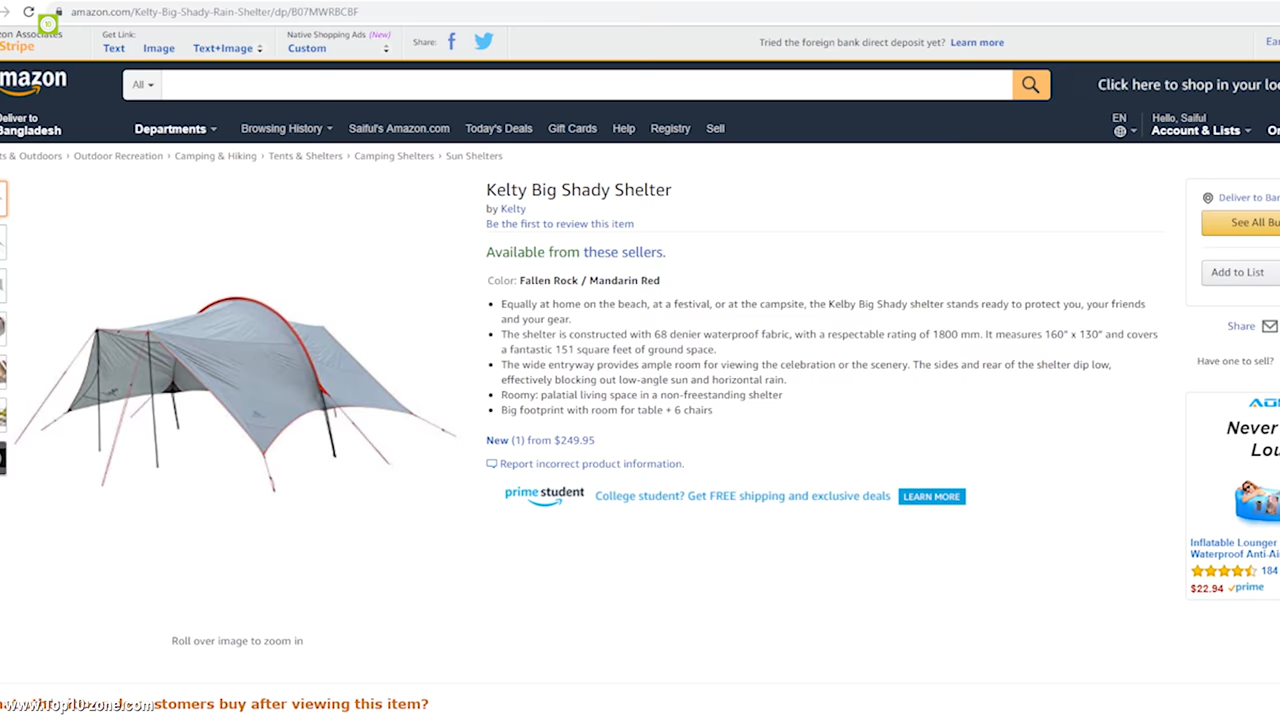 amazon.com/Kelty-Big-Shady-Rain-Shelter/dp/B07MWRBCBF
10
zon Associates
Stripe
Get Link:
Text Image Text+Image
Native Shopping Ads (New)
Custom
Share:
Tried the foreign bank direct deposit yet? Learn more
Ear
mazon
All
Click here to shop in your loc
Deliver to
Bangladesh
Departments Browsing History Saiful's Amazon.com Today's Deals Gift Cards Help Registry Sell
EN
Hello, Saiful
Account & Lists
Or
ts & Outdoors › Outdoor Recreation › Camping & Hiking › Tents & Shelters › Camping Shelters › Sun Shelters
Kelty Big Shady Shelter
by Kelty
Be the first to review this item
Available from these sellers.
Color: Fallen Rock / Mandarin Red
• Equally at home on the beach, at a festival, or at the campsite, the Kelby Big Shady shelter stands ready to protect you, your friends
and your gear.
• The shelter is constructed with 68 denier waterproof fabric, with a respectable rating of 1800 mm. It measures 160" x 130" and covers
a fantastic 151 square feet of ground space.
• The wide entryway provides ample room for viewing the celebration or the scenery. The sides and rear of the shelter dip low,
effectively blocking out low-angle sun and horizontal rain.
• Roomy: palatial living space in a non-freestanding shelter
• Big footprint with room for table + 6 chairs
New (1) from $249.95
Report incorrect product information.
prime student College student? Get FREE shipping and exclusive deals LEARN MORE
Roll over image to zoom in
Deliver to Ban
See All Bu
Add to List
Share
Have one to sell?
Never
Lou
Inflatable Lounger
Waterproof Anti-Ai
184
$22.94 prime
www.Top10-zone.com
stomers buy after viewing this item?